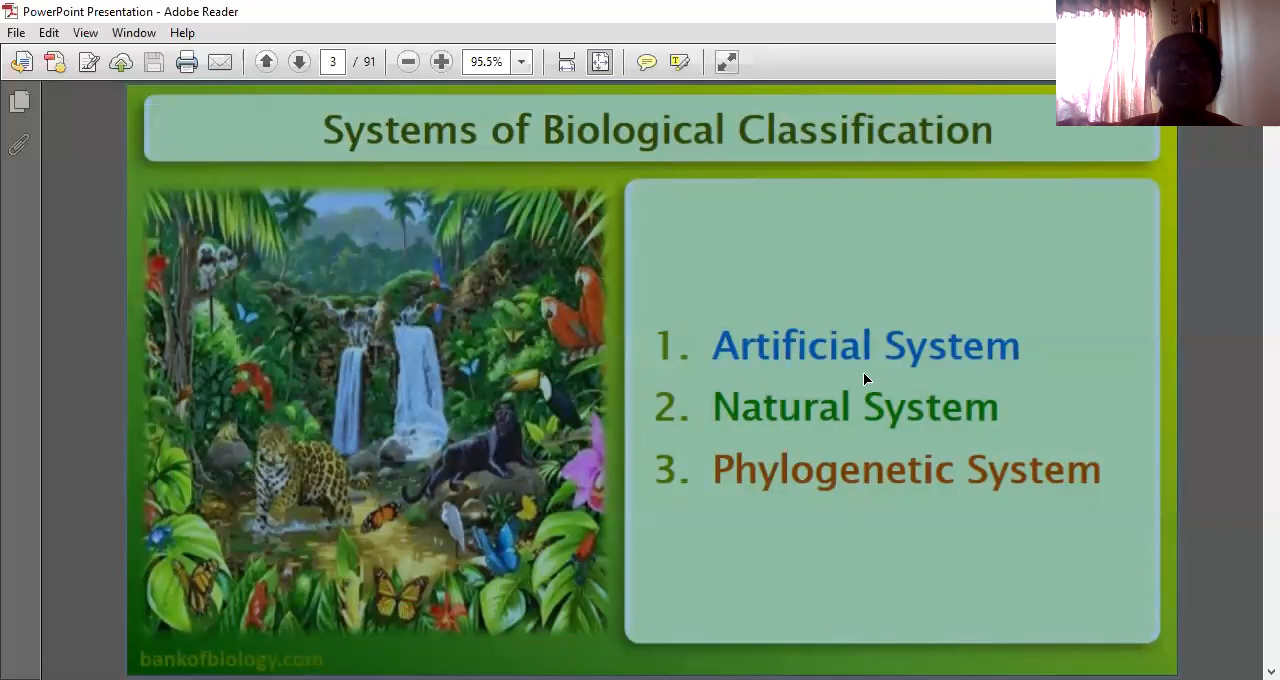 PowerPoint Presentation - Adobe Reader
File Edit View Window Help
3 / 91 95.5%
Systems of Biological Classification
1. Artificial System
2. Natural System
3. Phylogenetic System
bankofbiology.com